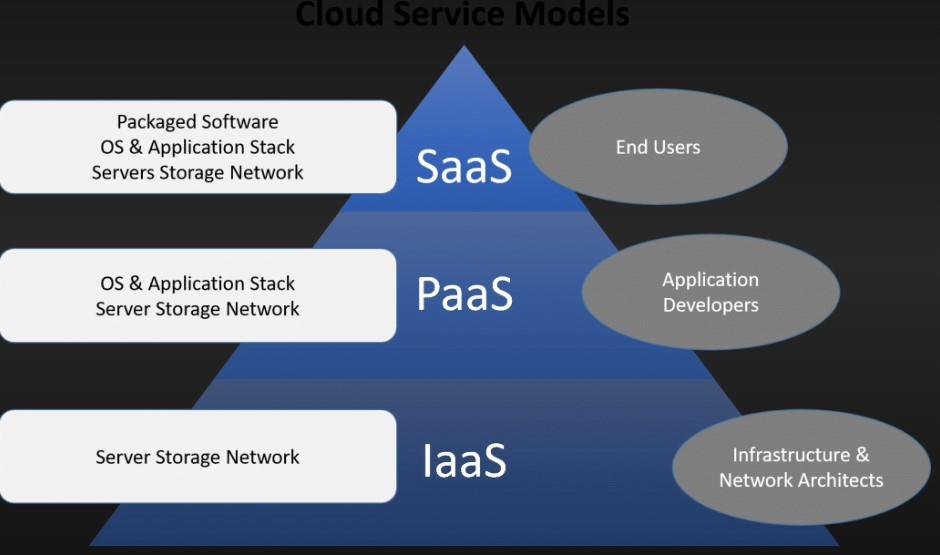 Cloud Service Models
Packaged Software
OS & Application Stack
Servers Storage Network
SaaS
End Users
OS & Application Stack
Server Storage Network
PaaS
Application
Developers
Server Storage Network
IaaS
Infrastructure &
Network Architects